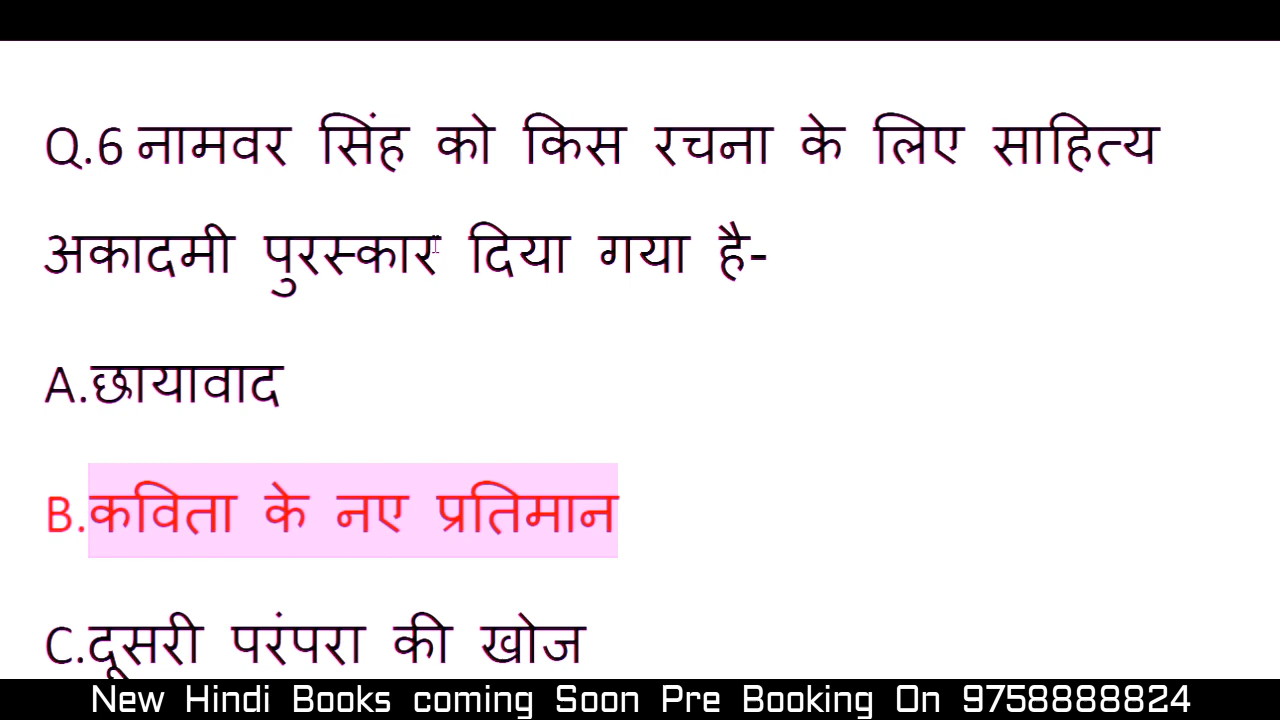 Q.6 नामवर सिंह को किस रचना के लिए साहित्य
अकादमी पुरस्कार दिया गया है-
A.छायावाद
B.कविता के नए प्रतिमान
C.दूसरी परंपरा की खोज
New Hindi Books coming Soon Pre Booking On 9758888824